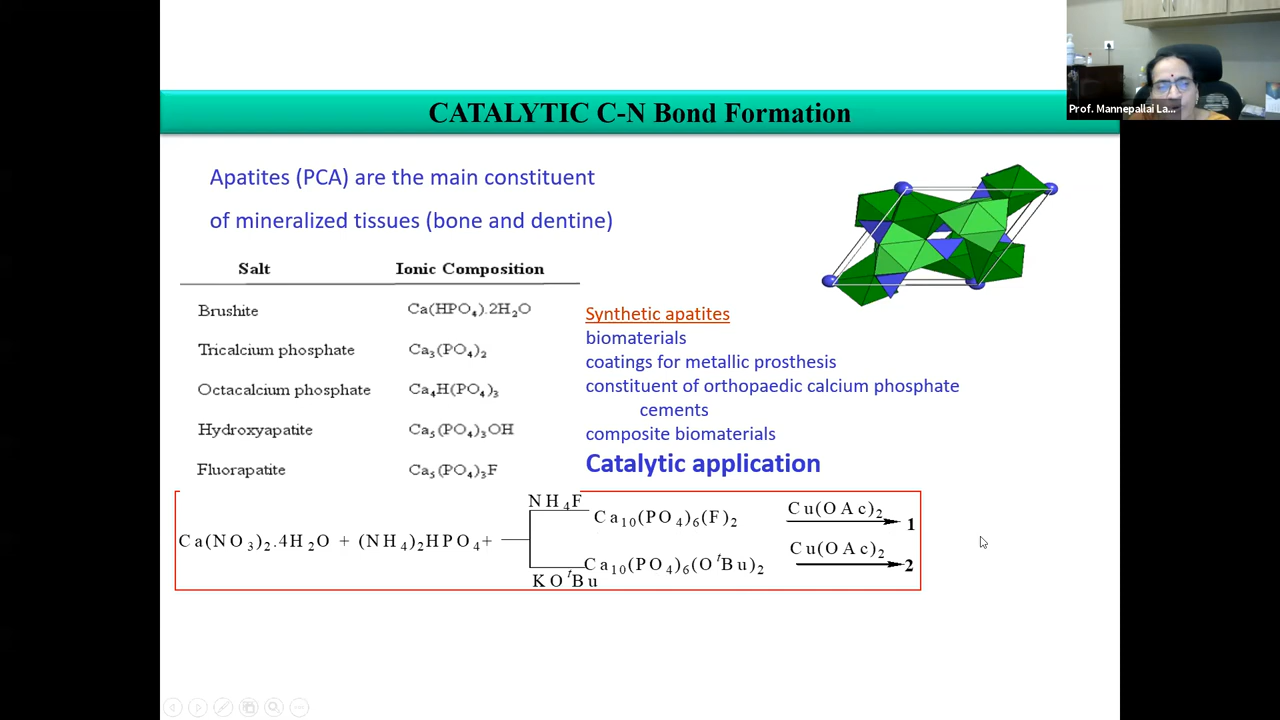 Prof. Mannepallai La...
CATALYTIC C-N Bond Formation
Apatites (PCA) are the main constituent
of mineralized tissues (bone and dentine)
Salt Ionic Composition
Brushite Ca(HPO₄).2H₂O
Tricalcium phosphate Ca₃(PO₄)₂
Octacalcium phosphate Ca₄H(PO₄)₃
Hydroxyapatite Ca₅(PO₄)₃OH
Fluorapatite Ca₅(PO₄)₃F
Synthetic apatites
biomaterials
coatings for metallic prosthesis
constituent of orthopaedic calcium phosphate
cements
composite biomaterials
Catalytic application
Ca(NO₃)₂.4H₂O + (NH₄)₂HPO₄+
NH₄F
Ca₁₀(PO₄)₆(F)₂
Cu(OAc)₂
1
KOᵗBu
Ca₁₀(PO₄)₆(OᵗBu)₂
Cu(OAc)₂
2